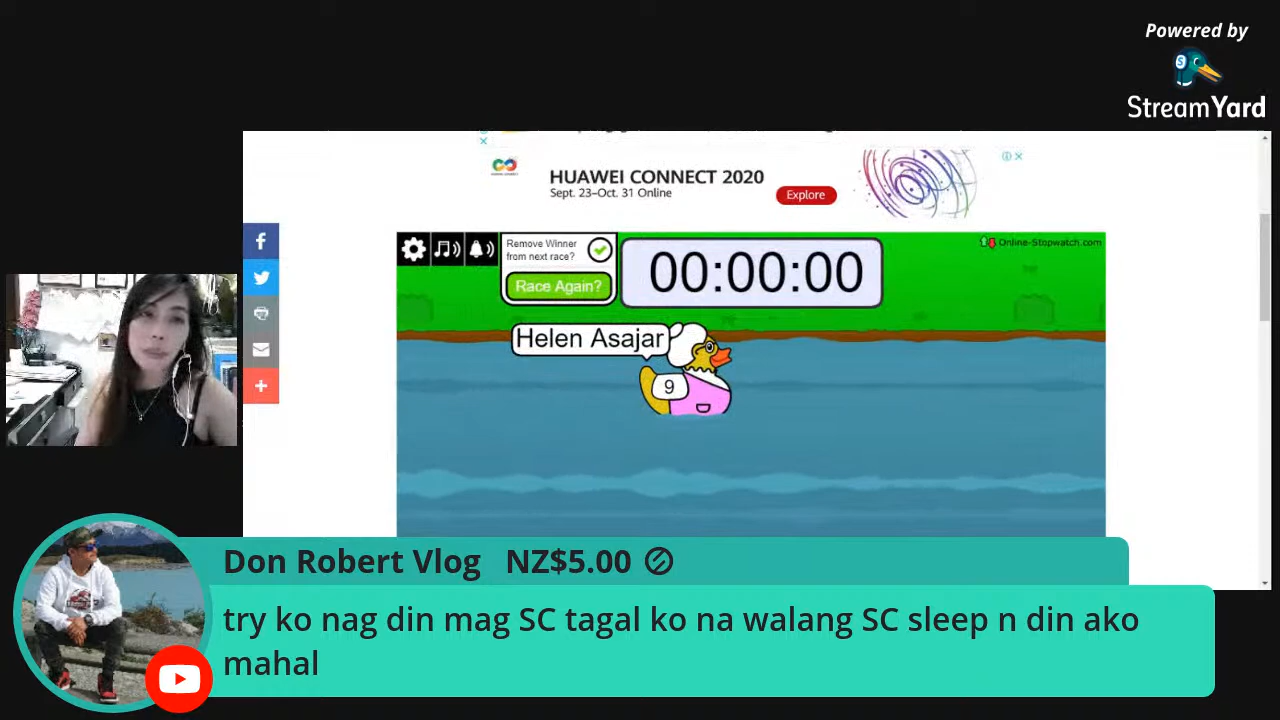 Powered by
StreamYard
HUAWEI CONNECT 2020
Sept. 23–Oct. 31 Online
Explore
Remove Winner
from next race?
Race Again?
00:00:00
Online-Stopwatch.com
Helen Asajar
9
Don Robert Vlog NZ$5.00
try ko nag din mag SC tagal ko na walang SC sleep n din ako
mahal